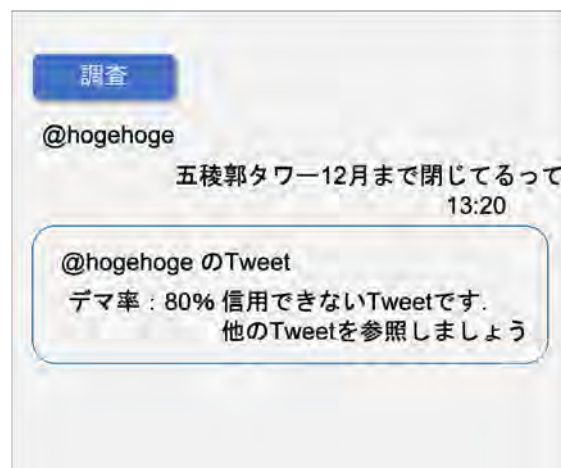 調査
@hogehoge
五稜郭タワー12月まで閉じてるって
13:20
@hogehoge のTweet
デマ率：80% 信用できないTweetです.
他のTweetを参照しましょう